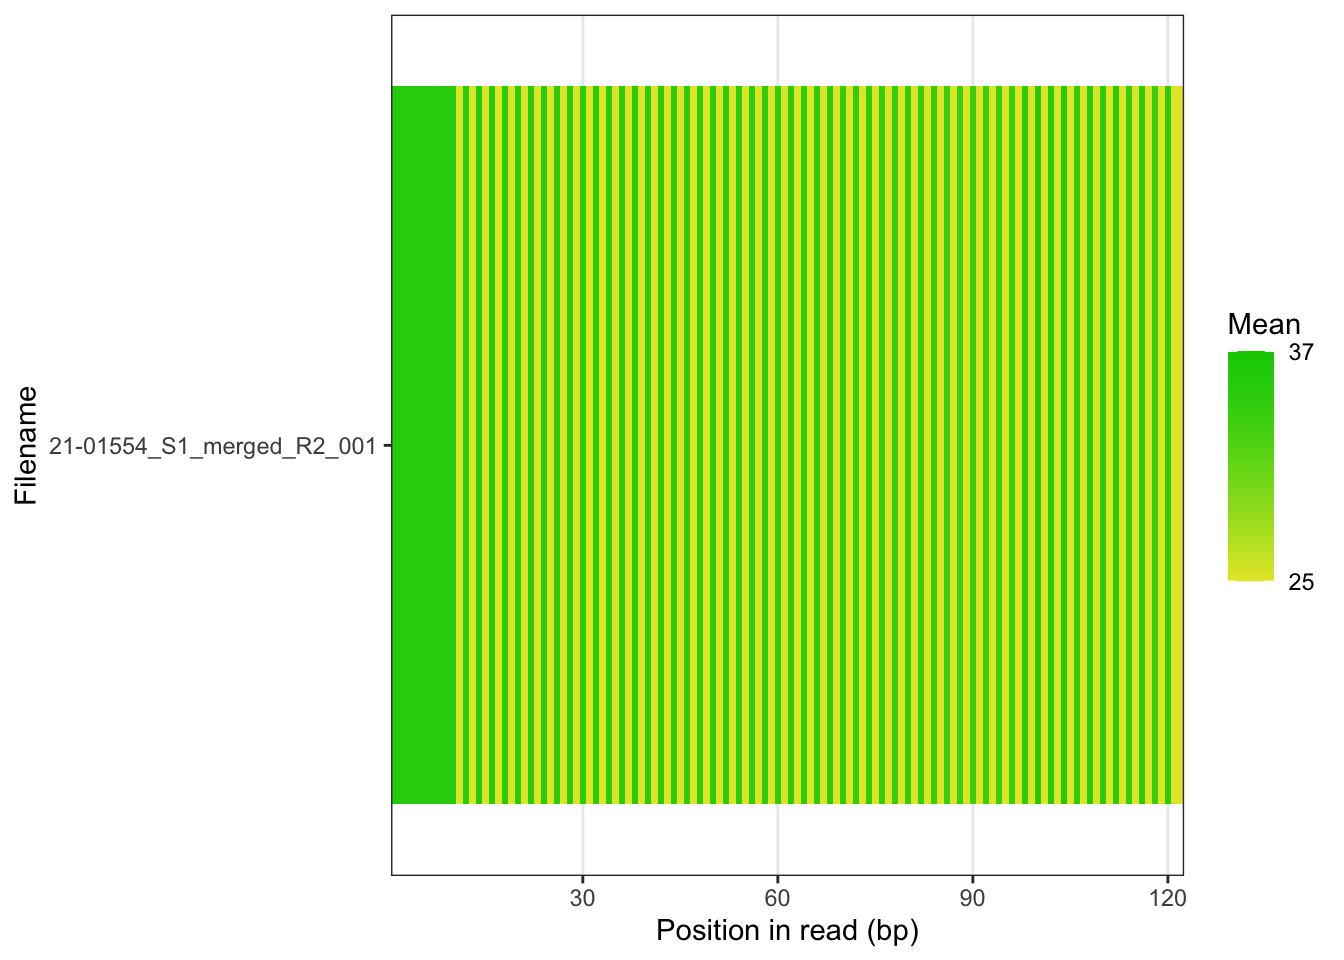 Filename
21-01554_S1_merged_R2_001
30
60
90
120
Position in read (bp)
Mean
37
25